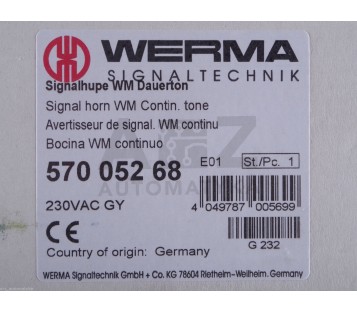 WERMA
SIGNALTECHNIK
Signalhupe WM Dauerton
Signal horn WM Contin. tone
Avertisseur de signal. WM continu
Bocina WM continuo
570 052 68
E01
St./Pc. 1
230VAC GY
4 049787 005699
CE
G 232
Country of origin: Germany
WERMA Signaltechnik GmbH + Co. KG 78604 Rietheim-Weilheim. Germany